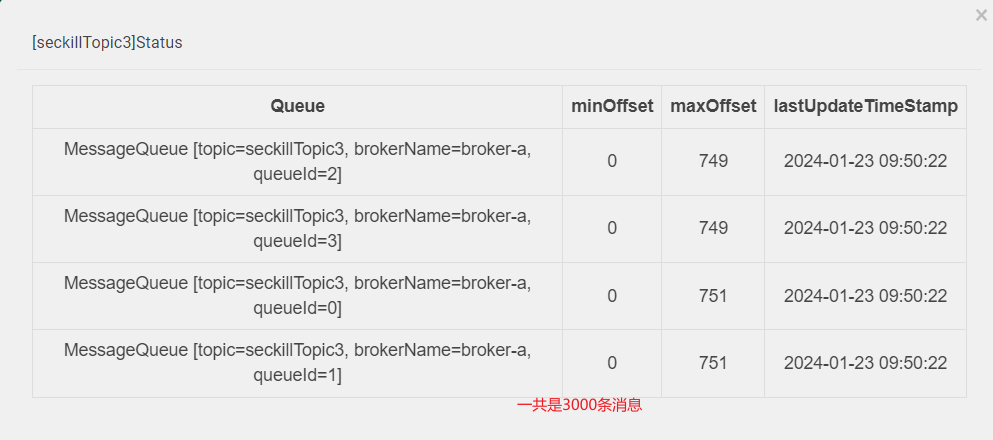 ×
[seckillTopic3]Status
Queue minOffset maxOffset lastUpdateTimeStamp
MessageQueue [topic=seckillTopic3, brokerName=broker-a,
queueId=2] 0 749 2024-01-23 09:50:22
MessageQueue [topic=seckillTopic3, brokerName=broker-a,
queueId=3] 0 749 2024-01-23 09:50:22
MessageQueue [topic=seckillTopic3, brokerName=broker-a,
queueId=0] 0 751 2024-01-23 09:50:22
MessageQueue [topic=seckillTopic3, brokerName=broker-a,
queueId=1] 0 751 2024-01-23 09:50:22
一共是3000条消息